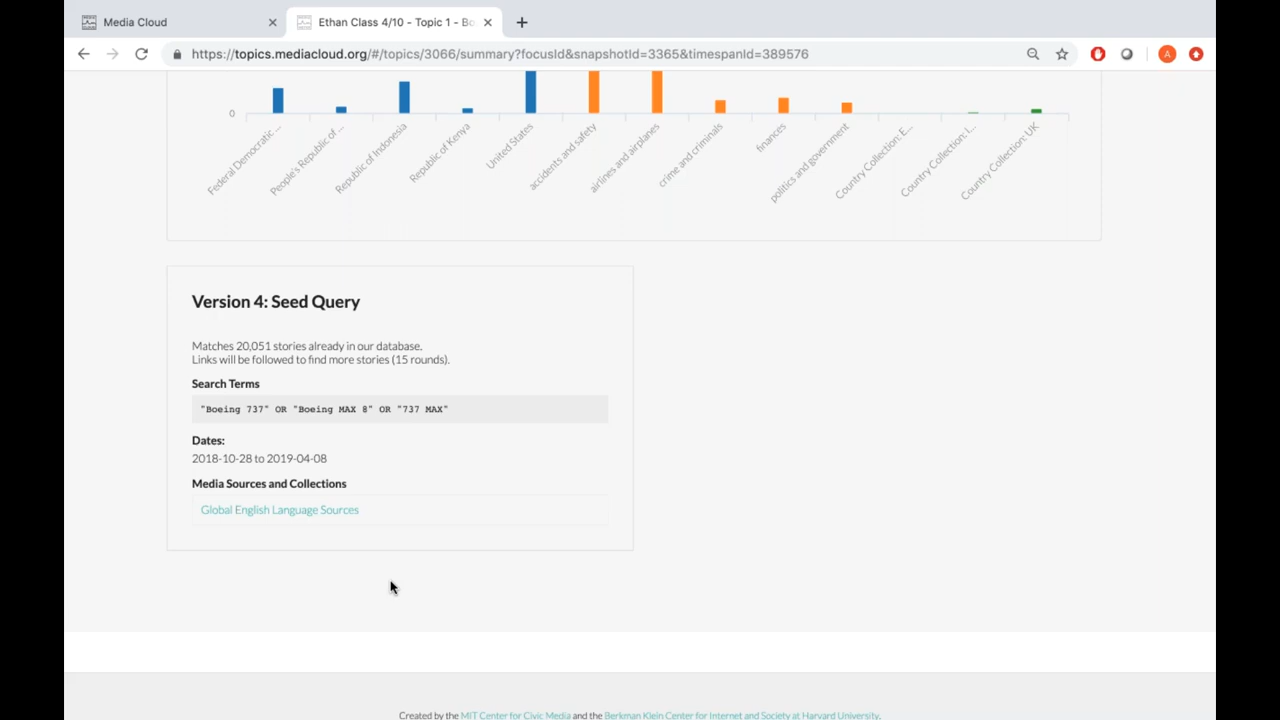 Media Cloud
Ethan Class 4/10 - Topic 1 - Bo
https://topics.mediacloud.org/#/topics/3066/summary?focusId&snapshotId=3365&timespanId=389576
A
0
Federal Democratic ...
People's Republic of ...
Republic of Indonesia
Republic of Kenya
United States
accidents and safety
airlines and airplanes
crime and criminals
finances
politics and government
Country Collection: E...
Country Collection: I...
Country Collection: UK
Version 4: Seed Query
Matches 20,051 stories already in our database.
Links will be followed to find more stories (15 rounds).
Search Terms
"Boeing 737" OR "Boeing MAX 8" OR "737 MAX"
Dates:
2018-10-28 to 2019-04-08
Media Sources and Collections
Global English Language Sources
Created by the MIT Center for Civic Media and the Berkman Klein Center for Internet and Society at Harvard University.